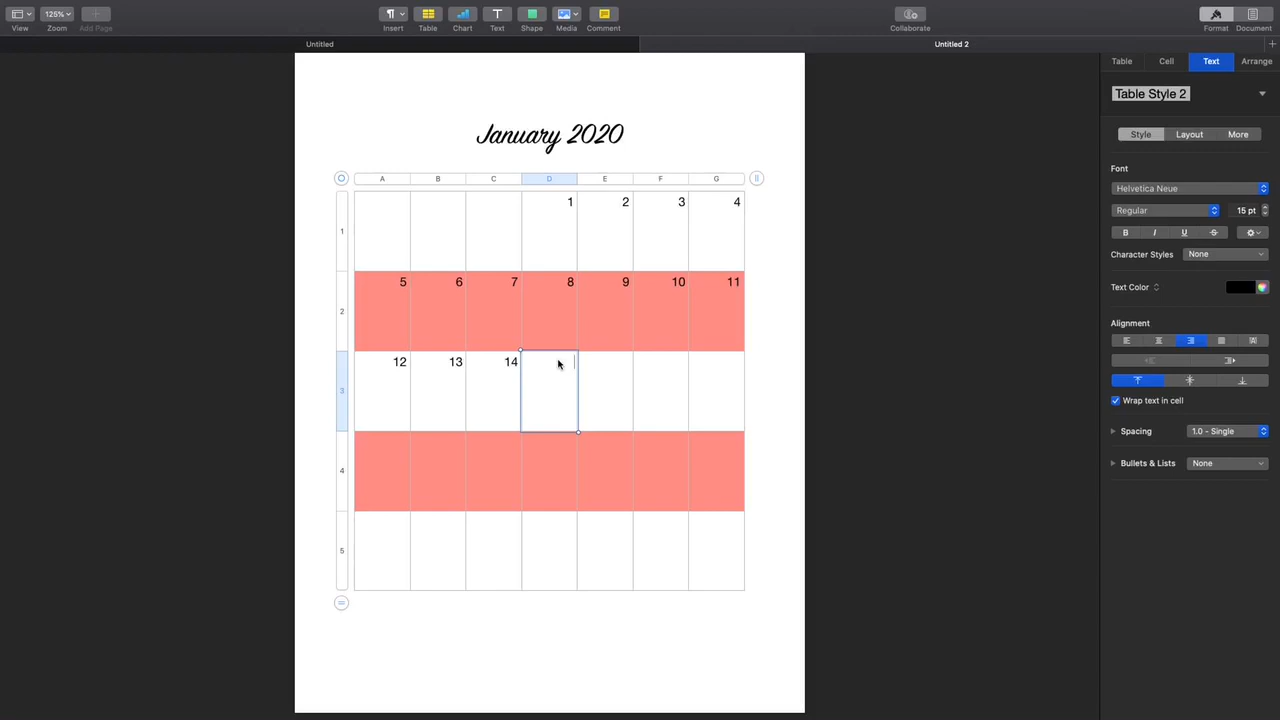 125%
View Zoom Add Page Insert Table Chart Text Shape Media Comment Collaborate Format Document
Untitled Untitled 2
Table Cell Text Arrange
Table Style 2
Style Layout More
January 2020
Font
Helvetica Neue
A B C D E F G
Regular 15 pt
1 2 3 4
1
B I U S
Character Styles None
5 6 7 8 9 10 11
2
Text Color
Alignment
12 13 14
3
Wrap text in cell
Spacing 1.0 - Single
4
Bullets & Lists None
5